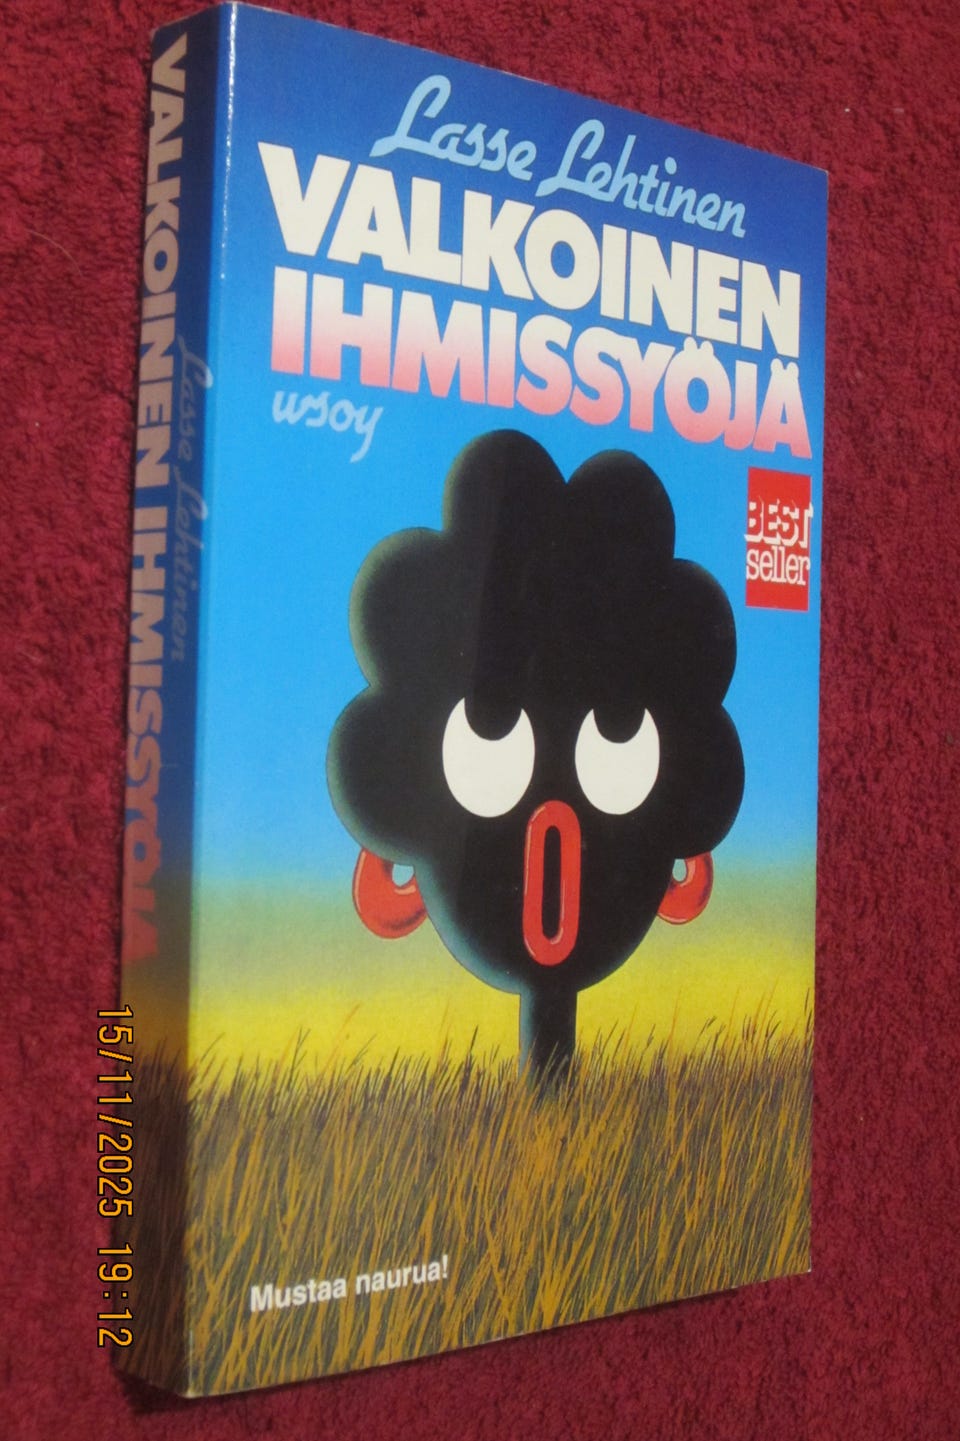 Lasse Lehtinen
VALKOINEN
IHMISSYÖJÄ
wsoy
BEST
seller
Mustaa naurua!
VALKOINEN IHMISSYÖJÄ
Lasse Lehtinen
15/11/2025 19:12